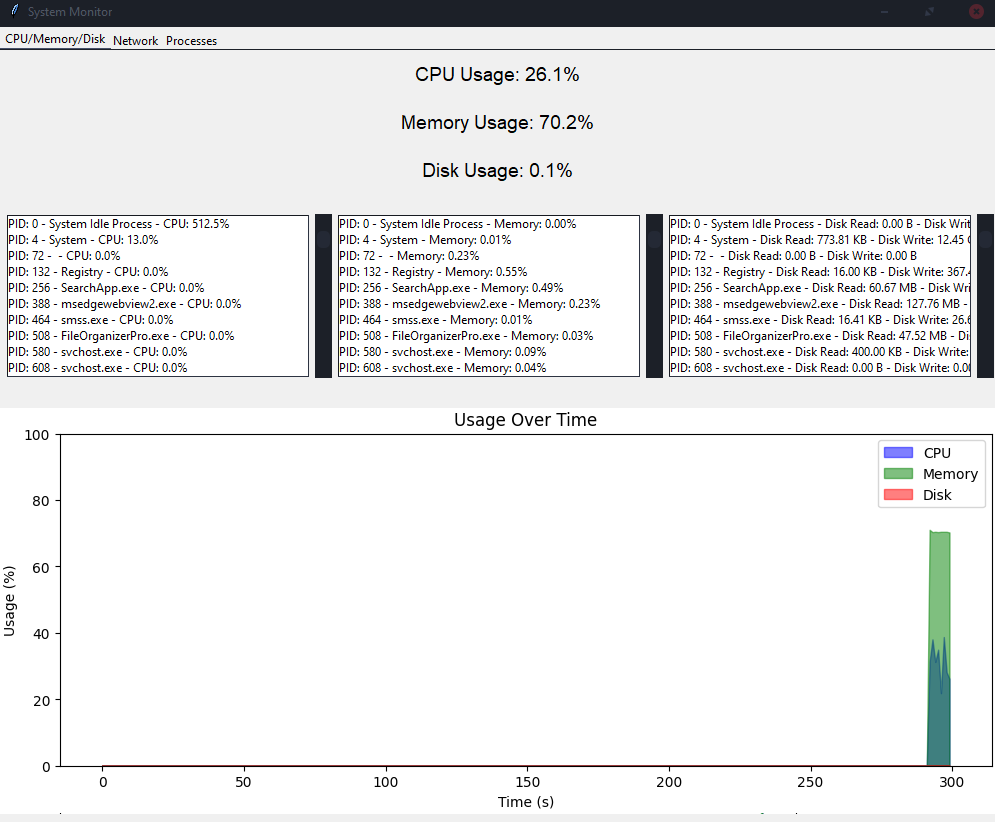 System Monitor
CPU/Memory/Disk Network Processes
CPU Usage: 26.1%
Memory Usage: 70.2%
Disk Usage: 0.1%
PID: 0 - System Idle Process - CPU: 512.5%
PID: 4 - System - CPU: 13.0%
PID: 72 -  - CPU: 0.0%
PID: 132 - Registry - CPU: 0.0%
PID: 256 - SearchApp.exe - CPU: 0.0%
PID: 388 - msedgewebview2.exe - CPU: 0.0%
PID: 464 - smss.exe - CPU: 0.0%
PID: 508 - FileOrganizerPro.exe - CPU: 0.0%
PID: 580 - svchost.exe - CPU: 0.0%
PID: 608 - svchost.exe - CPU: 0.0%
PID: 0 - System Idle Process - Memory: 0.00%
PID: 4 - System - Memory: 0.01%
PID: 72 -  - Memory: 0.23%
PID: 132 - Registry - Memory: 0.55%
PID: 256 - SearchApp.exe - Memory: 0.49%
PID: 388 - msedgewebview2.exe - Memory: 0.23%
PID: 464 - smss.exe - Memory: 0.01%
PID: 508 - FileOrganizerPro.exe - Memory: 0.03%
PID: 580 - svchost.exe - Memory: 0.09%
PID: 608 - svchost.exe - Memory: 0.04%
PID: 0 - System Idle Process - Disk Read: 0.00 B - Disk Writ
PID: 4 - System - Disk Read: 773.81 KB - Disk Write: 12.45
PID: 72 -  - Disk Read: 0.00 B - Disk Write: 0.00 B
PID: 132 - Registry - Disk Read: 16.00 KB - Disk Write: 367.4
PID: 256 - SearchApp.exe - Disk Read: 60.67 MB - Disk Wri
PID: 388 - msedgewebview2.exe - Disk Read: 127.76 MB -
PID: 464 - smss.exe - Disk Read: 16.41 KB - Disk Write: 26.6
PID: 508 - FileOrganizerPro.exe - Disk Read: 47.52 MB - Di
PID: 580 - svchost.exe - Disk Read: 400.00 KB - Disk Write:
PID: 608 - svchost.exe - Disk Read: 0.00 B - Disk Write: 0.00
Usage Over Time
CPU
Memory
Disk
Usage (%)
100
80
60
40
20
0
0 50 100 150 200 250 300
Time (s)